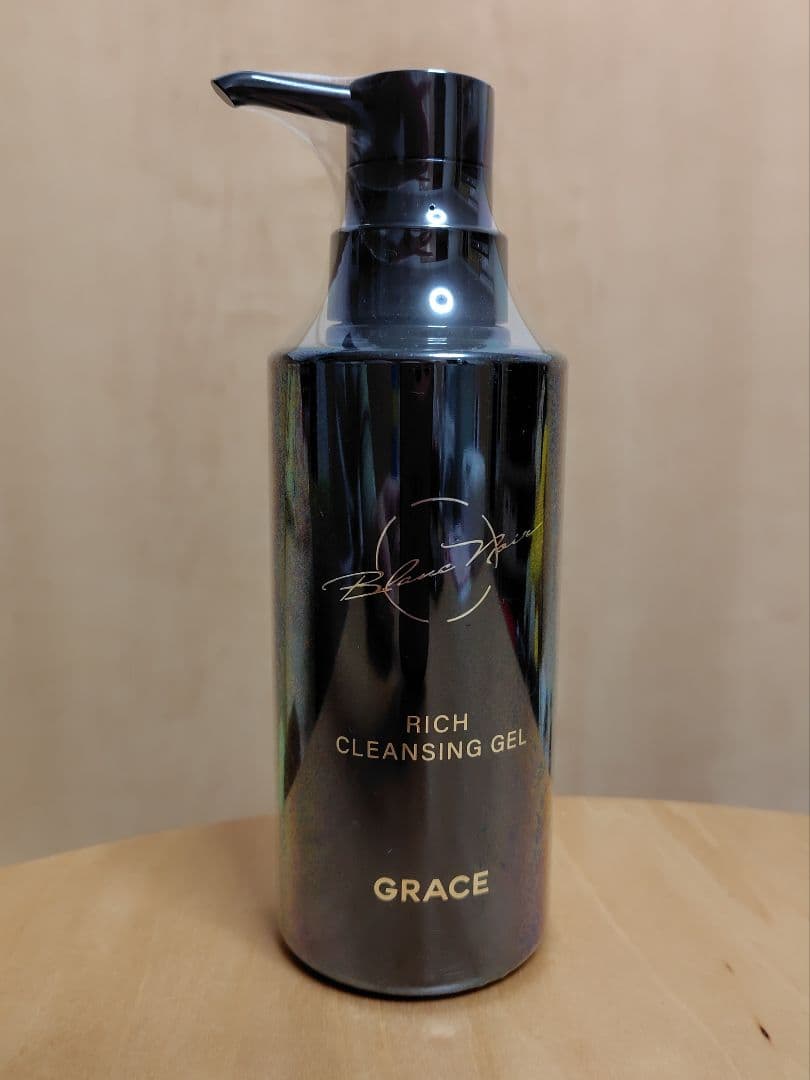 Blanc Noir
RICH
CLEANSING GEL
GRACE